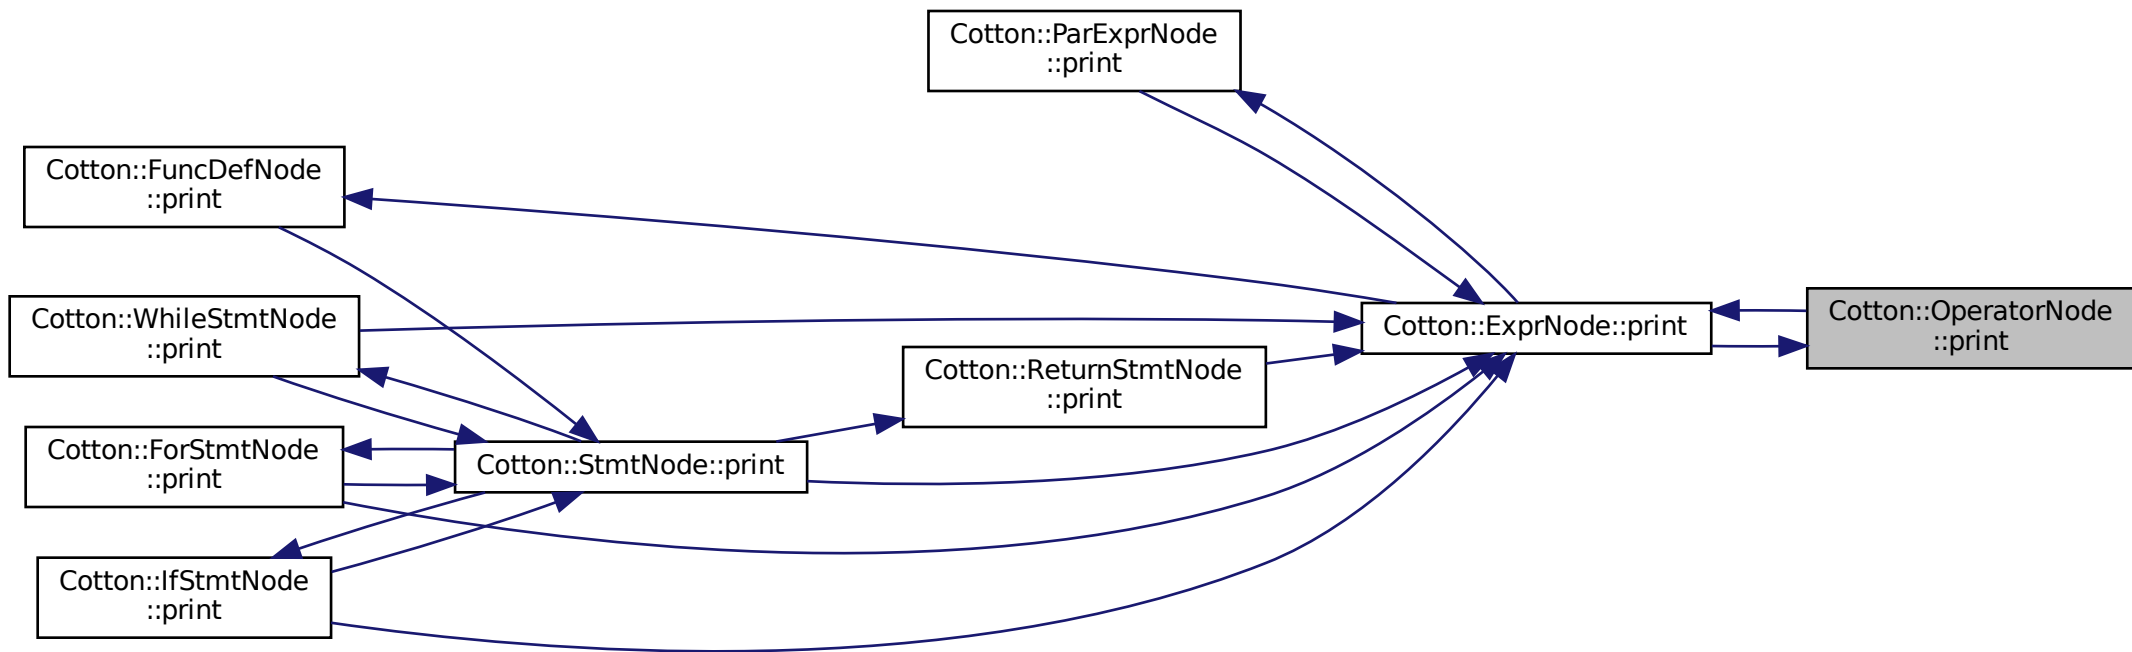 Cotton::ParExprNode
::print
Cotton::FuncDefNode
::print
Cotton::WhileStmtNode
::print
Cotton::ExprNode::print
Cotton::OperatorNode
::print
Cotton::ReturnStmtNode
::print
Cotton::ForStmtNode
::print
Cotton::StmtNode::print
Cotton::IfStmtNode
::print